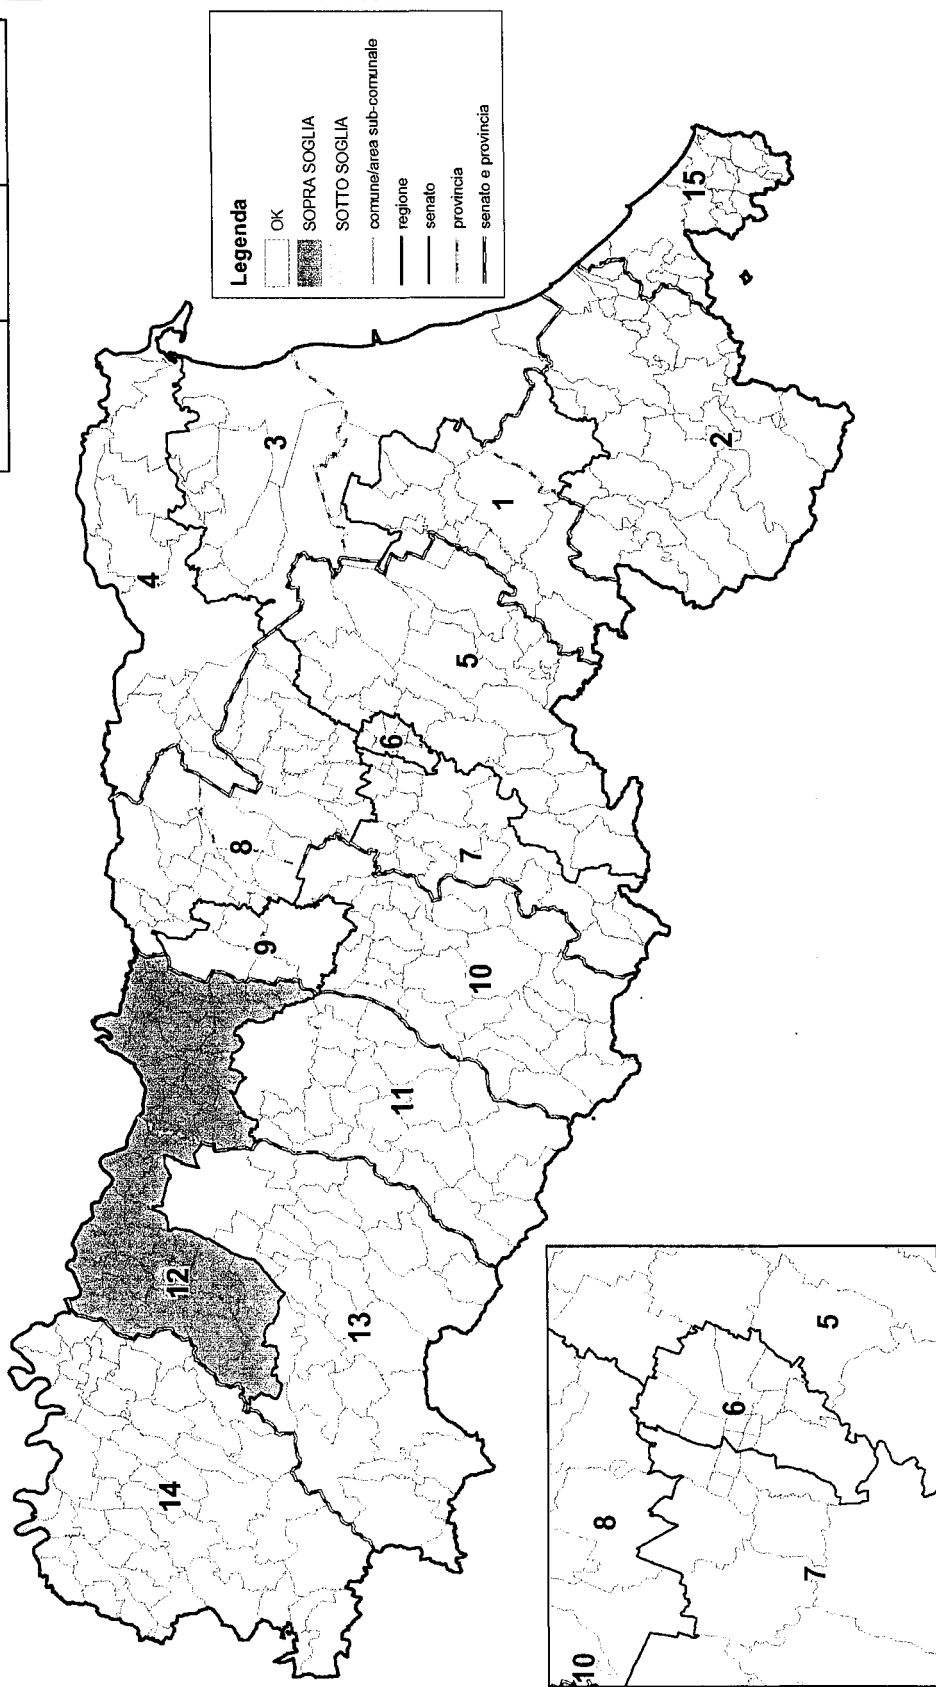 Legenda
OK
SOPRA SOGLIA
SOTTO SOGLIA
comune/area sub-comunale
regione
senato
provincia
senato e provincia
4
3
15
1
2
5
6
8
7
9
10
11
12
13
14
5
6
8
7
10